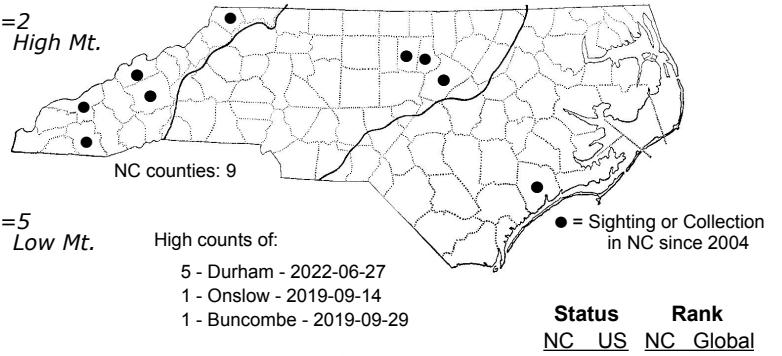 =2
High Mt.
NC counties: 9
=5
Low Mt.
High counts of:
5 - Durham - 2022-06-27
1 - Onslow - 2019-09-14
1 - Buncombe - 2019-09-29
● = Sighting or Collection
in NC since 2004
Status Rank
NC US NC Global